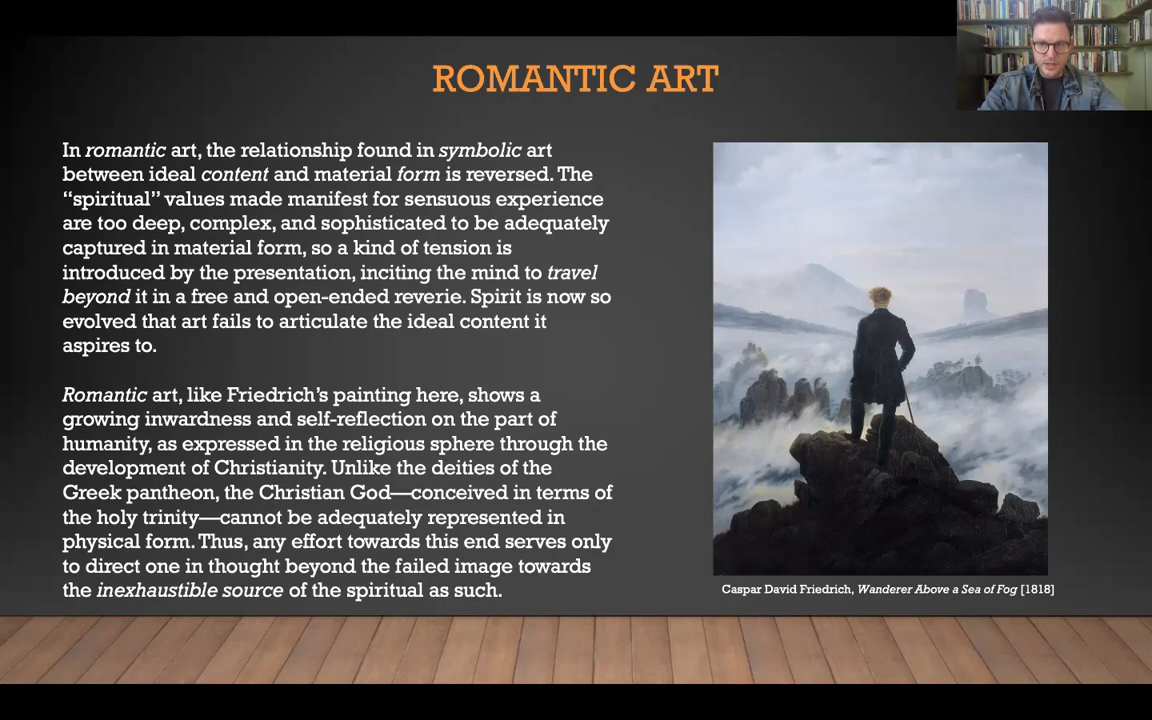 ROMANTIC ART
In romantic art, the relationship found in symbolic art
between ideal content and material form is reversed. The
“spiritual” values made manifest for sensuous experience
are too deep, complex, and sophisticated to be adequately
captured in material form, so a kind of tension is
introduced by the presentation, inciting the mind to travel
beyond it in a free and open-ended reverie. Spirit is now so
evolved that art fails to articulate the ideal content it
aspires to.
Romantic art, like Friedrich’s painting here, shows a
growing inwardness and self-reflection on the part of
humanity, as expressed in the religious sphere through the
development of Christianity. Unlike the deities of the
Greek pantheon, the Christian God—conceived in terms of
the holy trinity—cannot be adequately represented in
physical form. Thus, any effort towards this end serves only
to direct one in thought beyond the failed image towards
the inexhaustible source of the spiritual as such.
Caspar David Friedrich, Wanderer Above a Sea of Fog [1818]